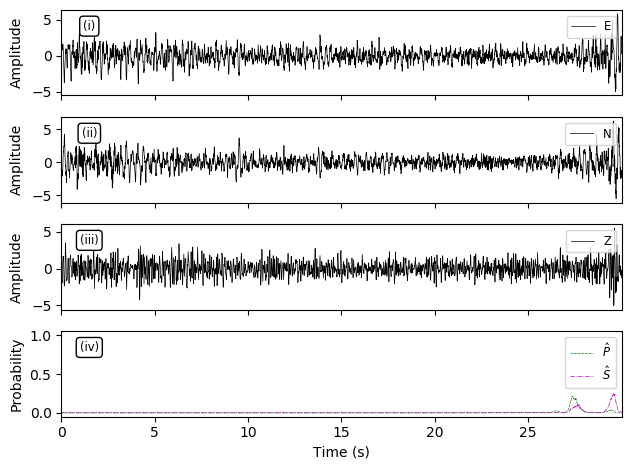 Amplitude
5
0
−5
(i)
E
Amplitude
5
0
−5
(ii)
N
Amplitude
5
0
−5
(iii)
Z
Probability
1.0
0.5
0.0
(iv)
P̂
Ŝ
0 5 10 15 20 25
Time (s)